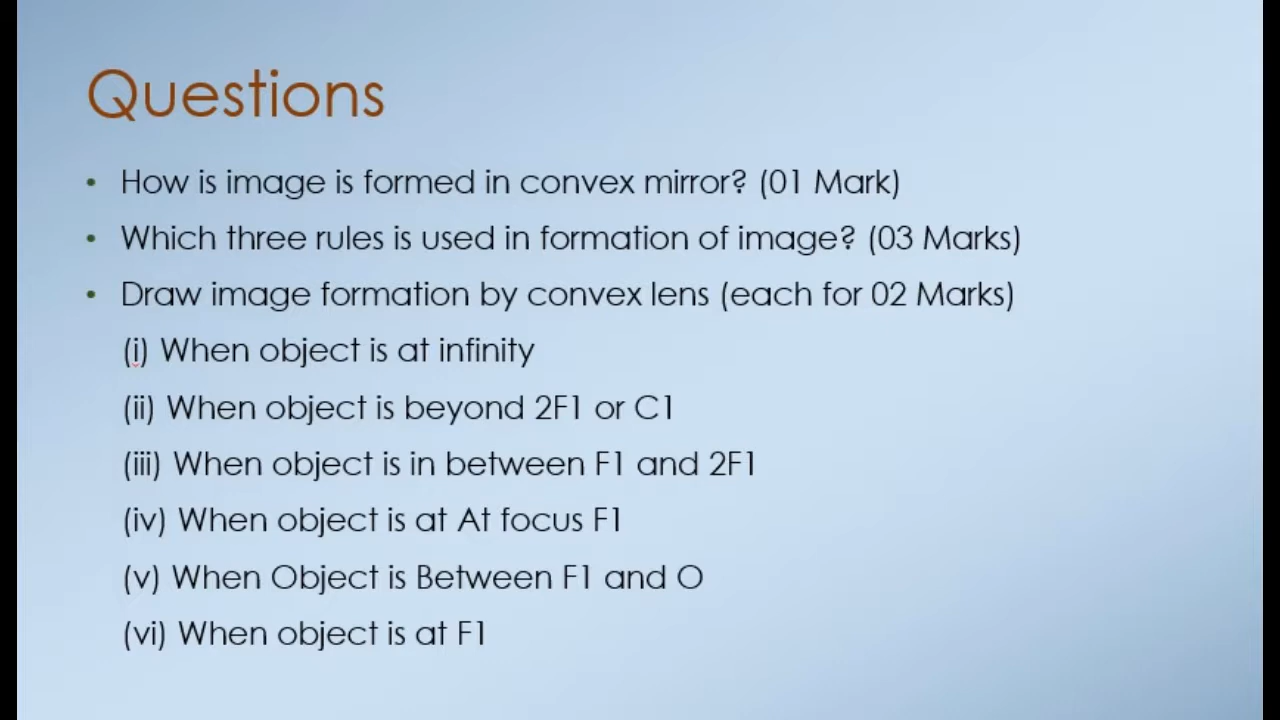 Questions
• How is image is formed in convex mirror? (01 Mark)
• Which three rules is used in formation of image? (03 Marks)
• Draw image formation by convex lens (each for 02 Marks)
(i) When object is at infinity
(ii) When object is beyond 2F1 or C1
(iii) When object is in between F1 and 2F1
(iv) When object is at At focus F1
(v) When Object is Between F1 and O
(vi) When object is at F1